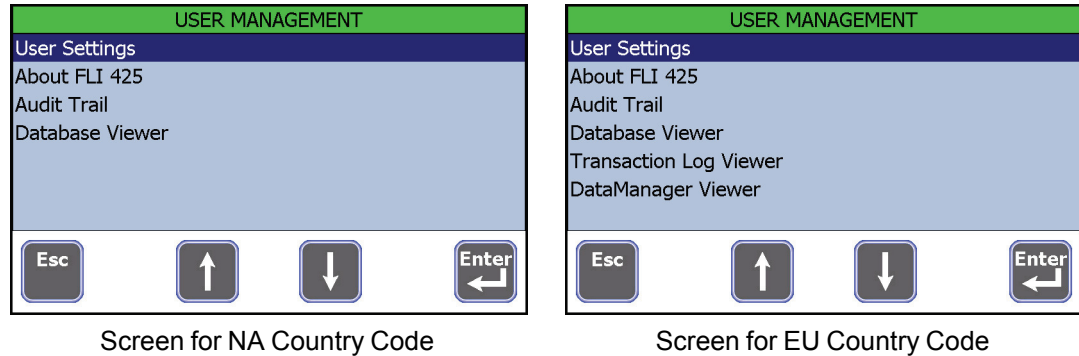 USER MANAGEMENT
User Settings
About FLI 425
Audit Trail
Database Viewer
Esc
Enter
Screen for NA Country Code
USER MANAGEMENT
User Settings
About FLI 425
Audit Trail
Database Viewer
Transaction Log Viewer
DataManager Viewer
Esc
Enter
Screen for EU Country Code